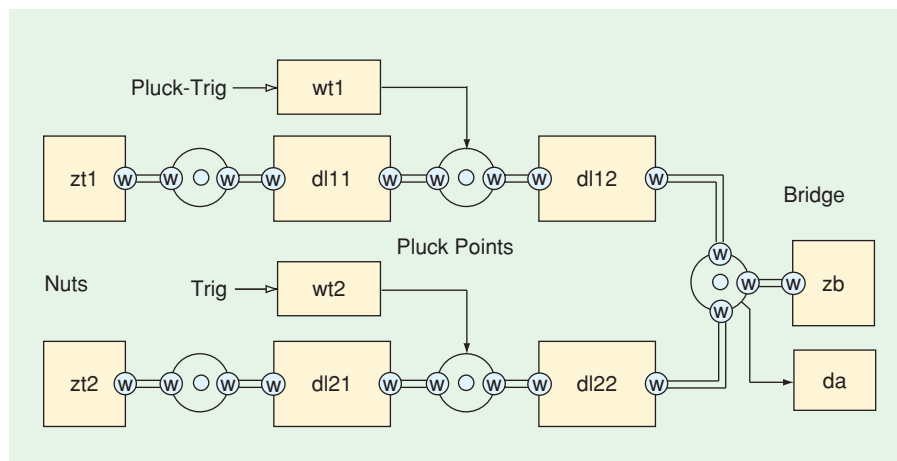 Pluck-Trig
wt1
zt1
w w w w
dl11
w w w w
dl12
w
Bridge
Pluck Points
Nuts
Trig
wt2
w
w w
w
zb
zt2
w w w w
dl21
w w w w
dl22
w
da